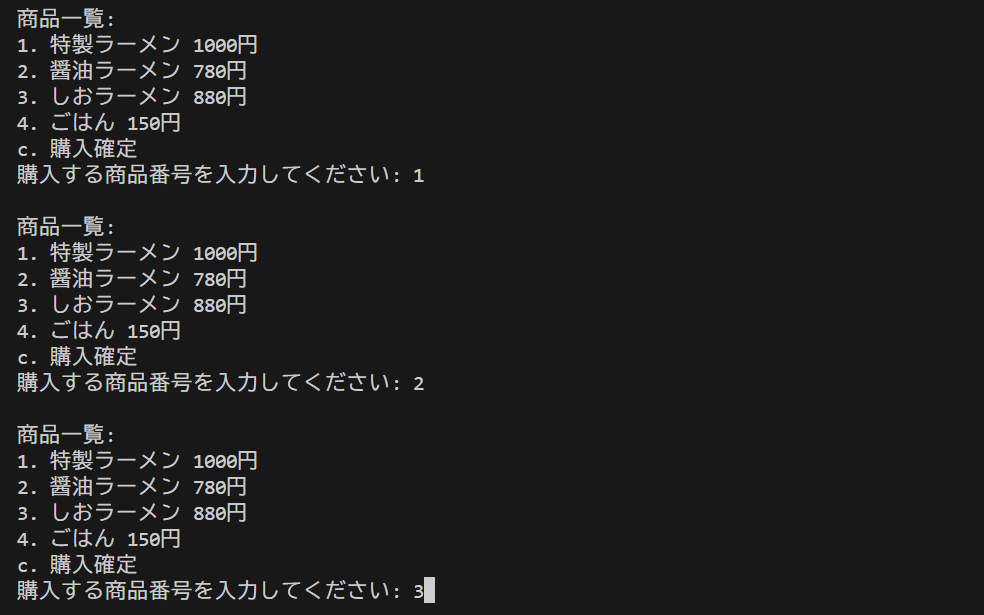 商品一覧:
1. 特製ラーメン 1000円
2. 醤油ラーメン 780円
3. しおラーメン 880円
4. ごはん 150円
c. 購入確定
購入する商品番号を入力してください: 1
商品一覧:
1. 特製ラーメン 1000円
2. 醤油ラーメン 780円
3. しおラーメン 880円
4. ごはん 150円
c. 購入確定
購入する商品番号を入力してください: 2
商品一覧:
1. 特製ラーメン 1000円
2. 醤油ラーメン 780円
3. しおラーメン 880円
4. ごはん 150円
c. 購入確定
購入する商品番号を入力してください: 3